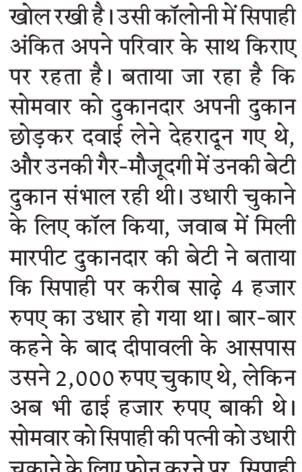 खोल रखी है। उसी कॉलोनी में सिपाही
अंकित अपने परिवार के साथ किराए
पर रहता है। बताया जा रहा है कि
सोमवार को दुकानदार अपनी दुकान
छोड़कर दवाई लेने देहरादून गए थे,
और उनकी गैर-मौजूदगी में उनकी बेटी
दुकान संभाल रही थी। उधारी चुकाने
के लिए कॉल किया, जवाब में मिली
मारपीट दुकानदार की बेटी ने बताया
कि सिपाही पर करीब साढ़े 4 हजार
रुपए का उधार हो गया था। बार-बार
कहने के बाद दीपावली के आसपास
उसने 2,000 रुपए चुकाए थे, लेकिन
अब भी ढाई हजार रुपए बाकी थे।
सोमवार को सिपाही की पत्नी को उधारी
चुकाने के लिए फोन करने पर, सिपाही